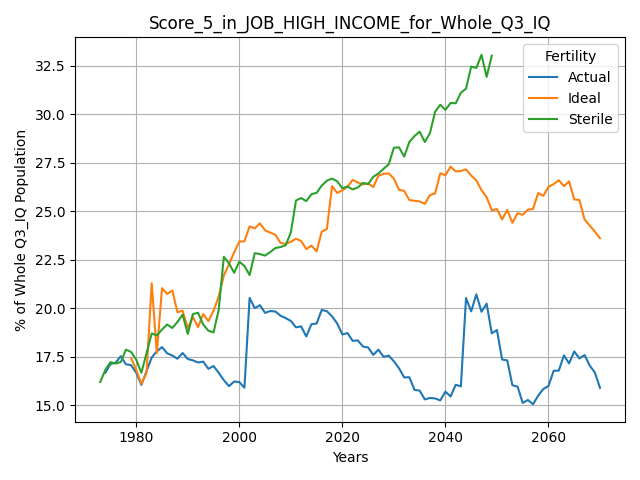 Score_5_in_JOB_HIGH_INCOME_for_Whole_Q3_IQ
% of Whole Q3_IQ Population
32.5
30.0
27.5
25.0
22.5
20.0
17.5
15.0
Fertility
Actual
Ideal
Sterile
1980
2000
2020
2040
2060
Years